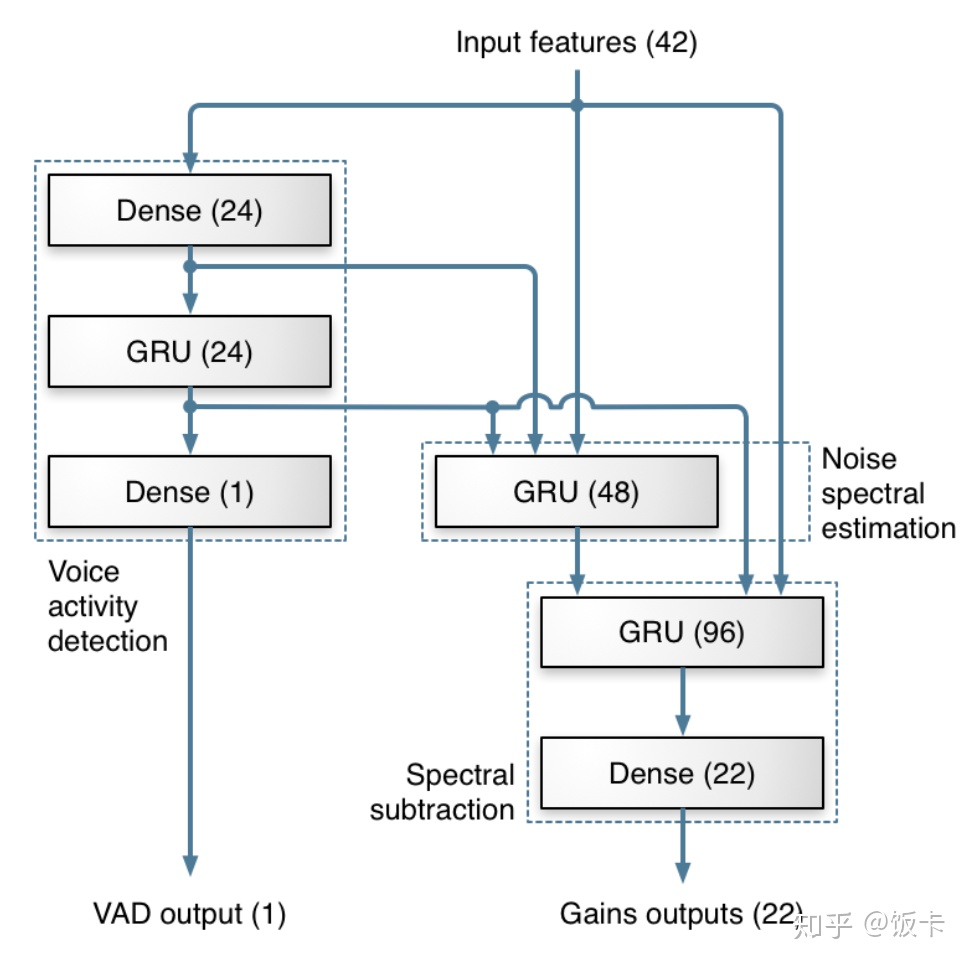 Input features (42)
Dense (24)
GRU (24)
Dense (1)
Voice
activity
detection
GRU (48)
Noise
spectral
estimation
GRU (96)
Dense (22)
Spectral
subtraction
VAD output (1)
Gains outputs (22)
知乎 @饭卡